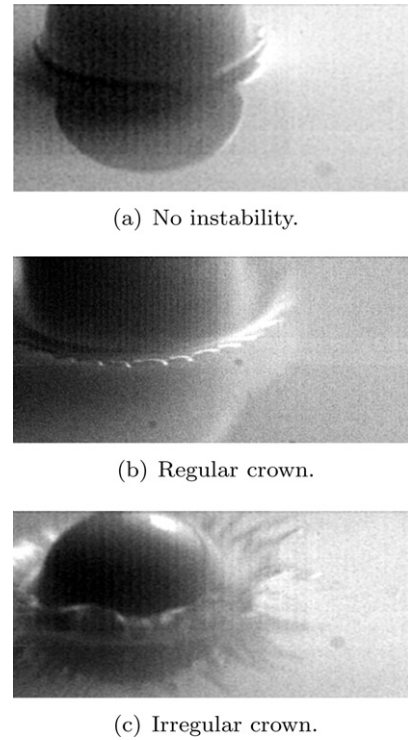 (a) No instability.
(b) Regular crown.
(c) Irregular crown.